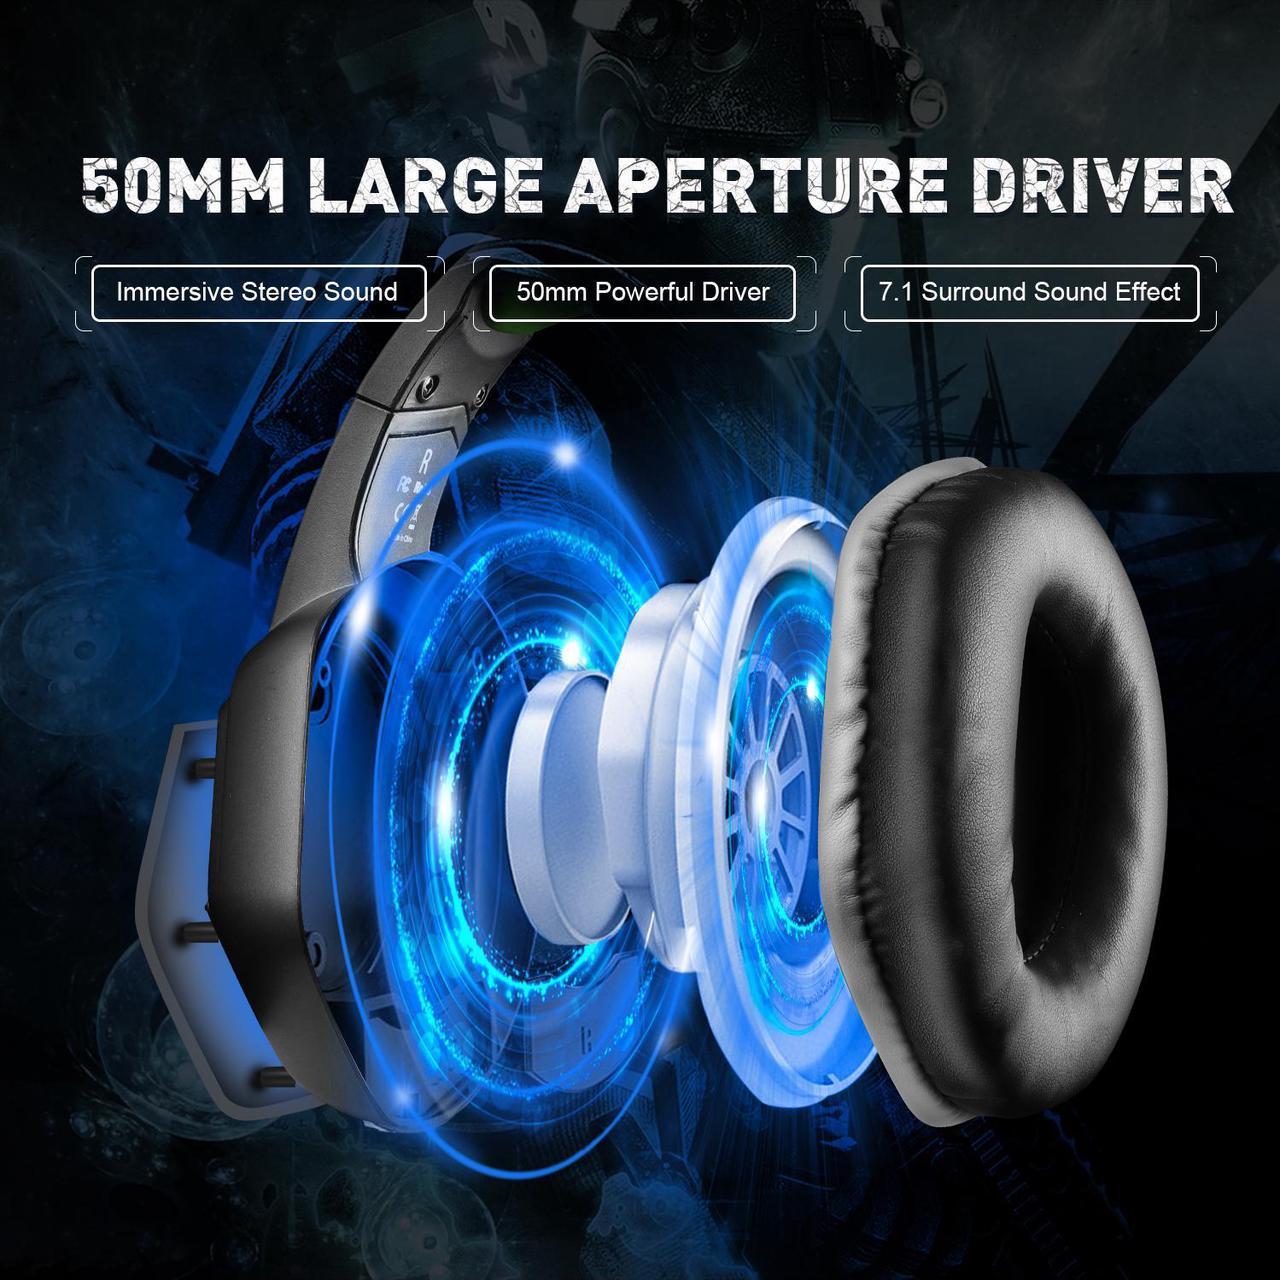 50MM LARGE APERTURE DRIVER
Immersive Stereo Sound
50mm Powerful Driver
7.1 Surround Sound Effect
R